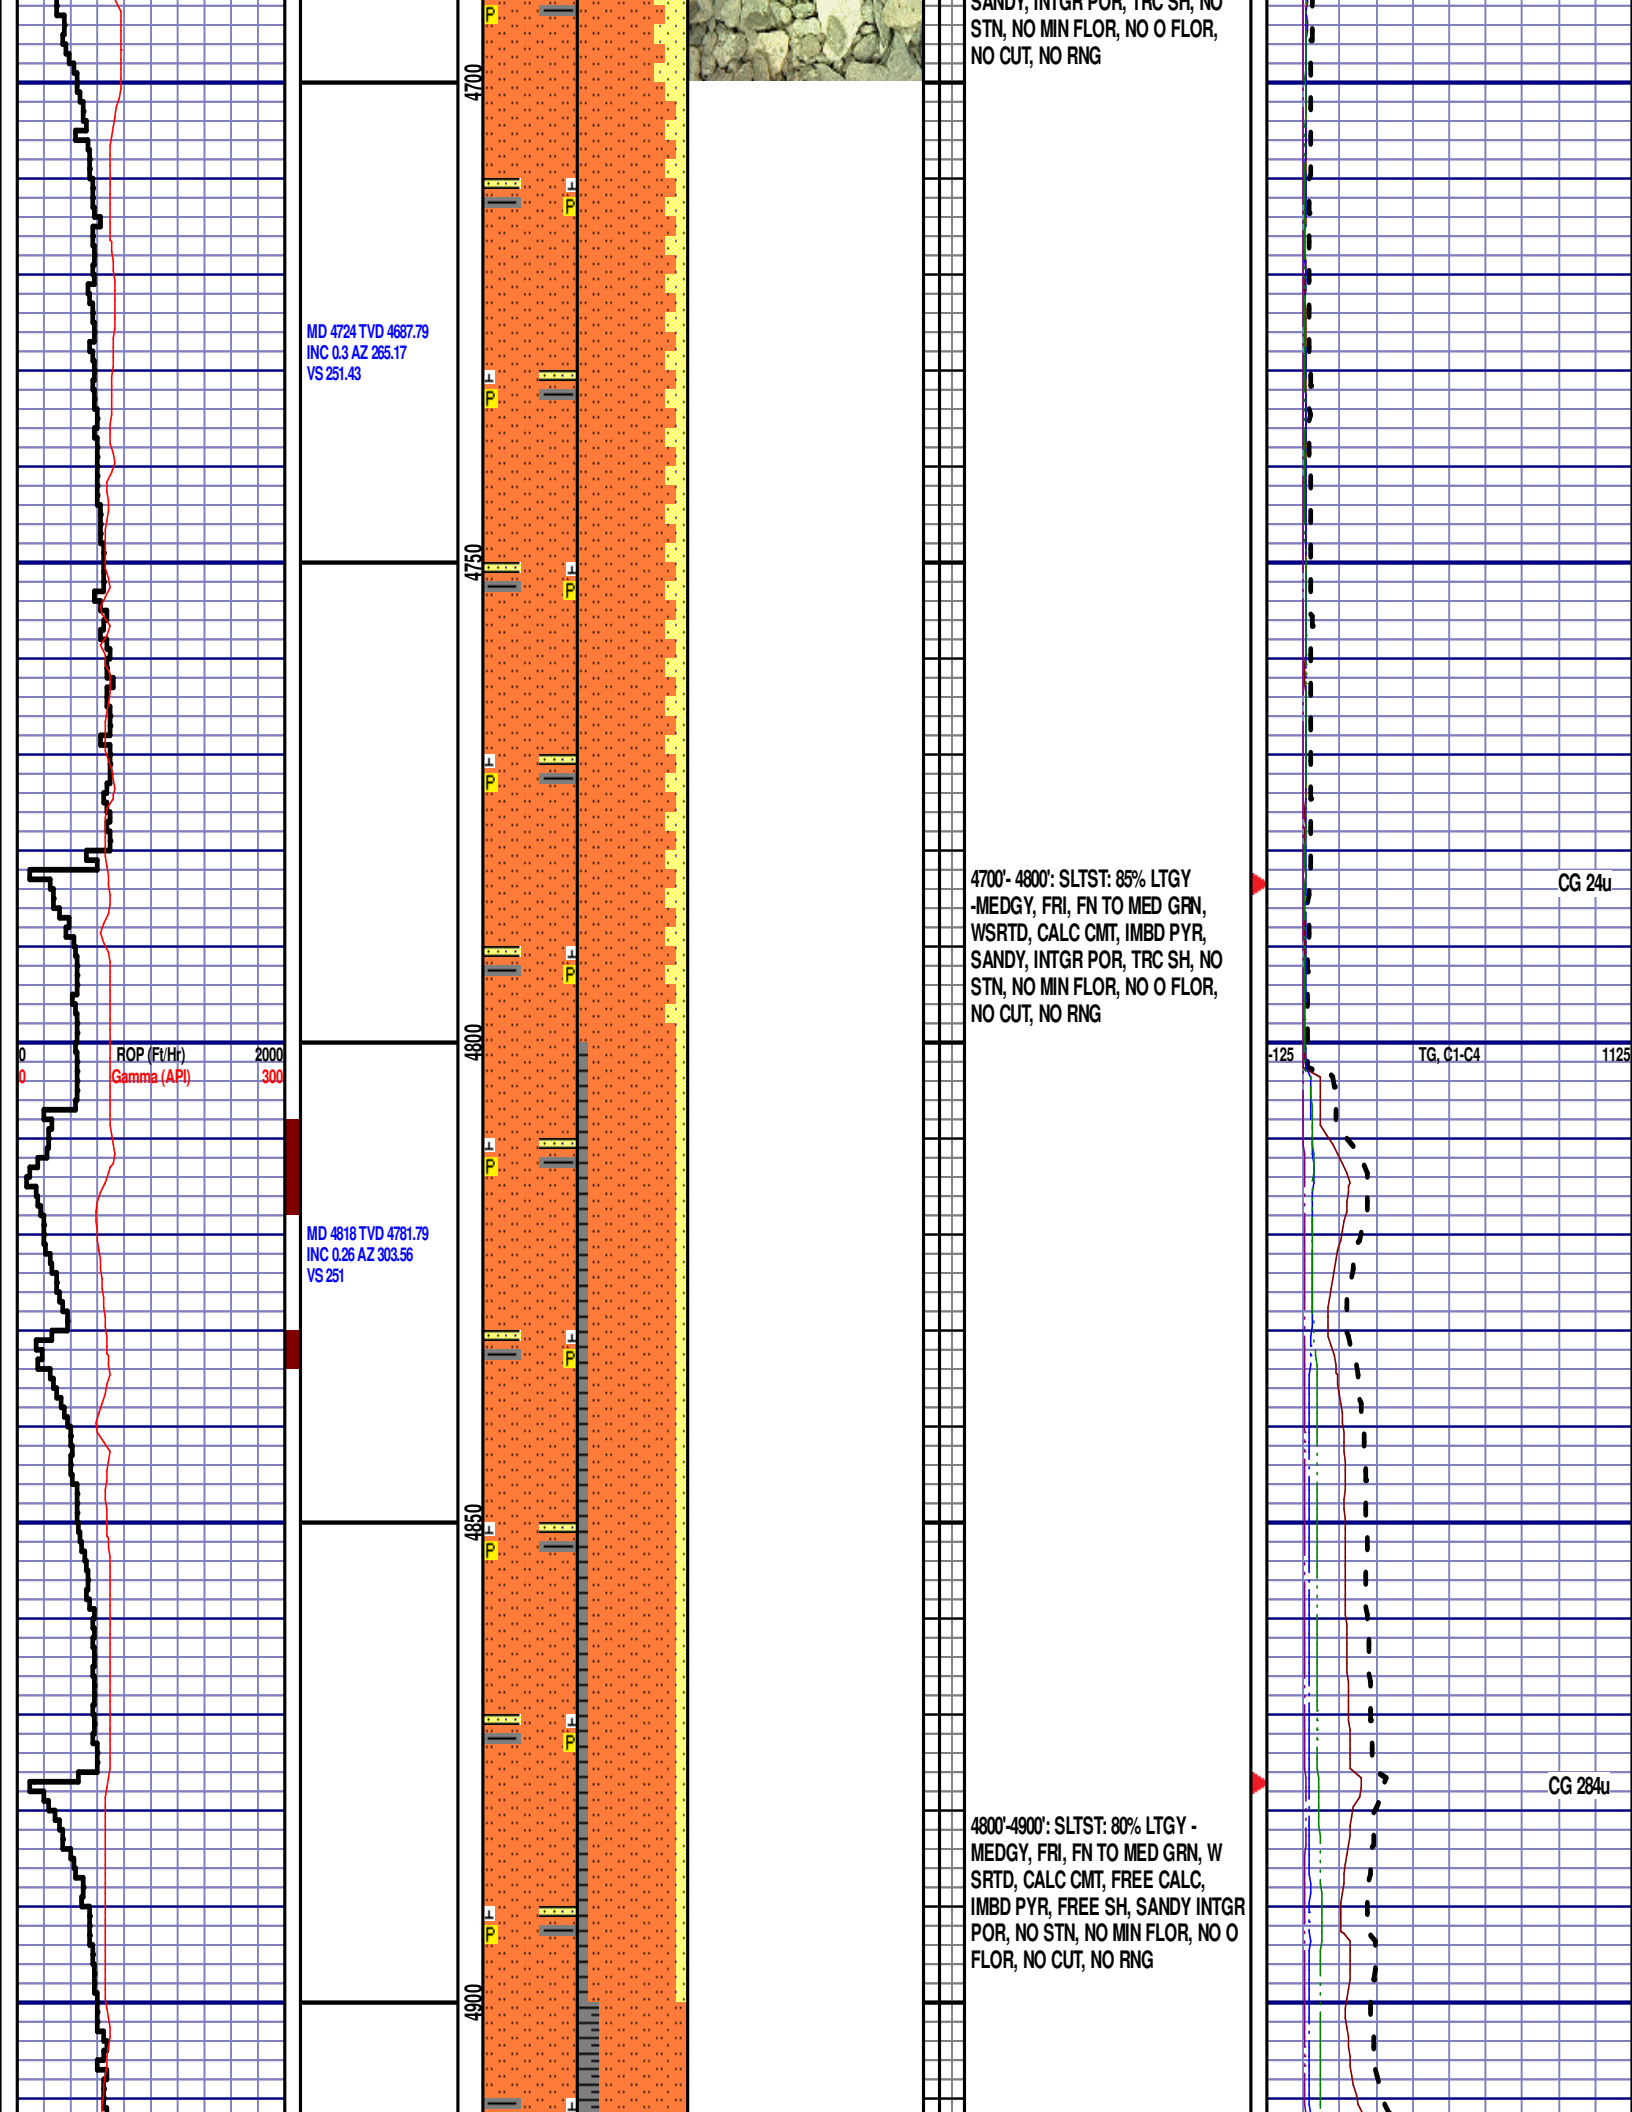 SANDY, INTGR POR, TRC SH, NO
STN, NO MIN FLOR, NO O FLOR,
NO CUT, NO RNG
P
4700
P
MD 4724 TVD 4687.79
INC 0.3 AZ 265.17
VS 251.43
P
4750
P
P
4700'- 4800': SLTST: 85% LTGY
-MEDGY, FRI, FN TO MED GRN,
WSRTD, CALC CMT, IMBD PYR,
SANDY, INTGR POR, TRC SH, NO
STN, NO MIN FLOR, NO O FLOR,
NO CUT, NO RNG
CG 24u
P
4800
0 ROP (Ft/Hr) 2000
0 Gamma (API) 300
-125 TG, C1-C4 1125
P
MD 4818 TVD 4781.79
INC 0.26 AZ 303.56
VS 251
P
4850
P
P
CG 284u
4800'-4900': SLTST: 80% LTGY -
MEDGY, FRI, FN TO MED GRN, W
SRTD, CALC CMT, FREE CALC,
IMBD PYR, FREE SH, SANDY INTGR
POR, NO STN, NO MIN FLOR, NO O
FLOR, NO CUT, NO RNG
P
4900